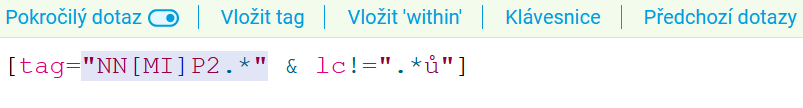 Pokročilý dotaz Vložit tag Vložit 'within' Klávesnice Předchozí dotazy
[tag="NN[MI]P2.*" & lc!=".*ů"]